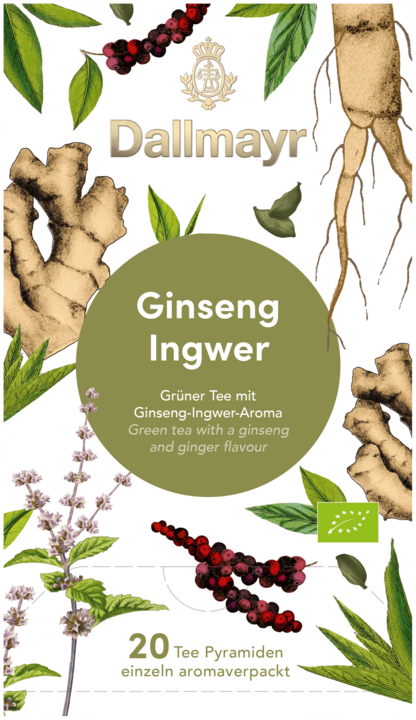 Dallmayr
Ginseng
Ingwer
Grüner Tee mit
Ginseng-Ingwer-Aroma
Green tea with a ginseng
and ginger flavour
20 Tee Pyramiden
einzeln aromaverpackt